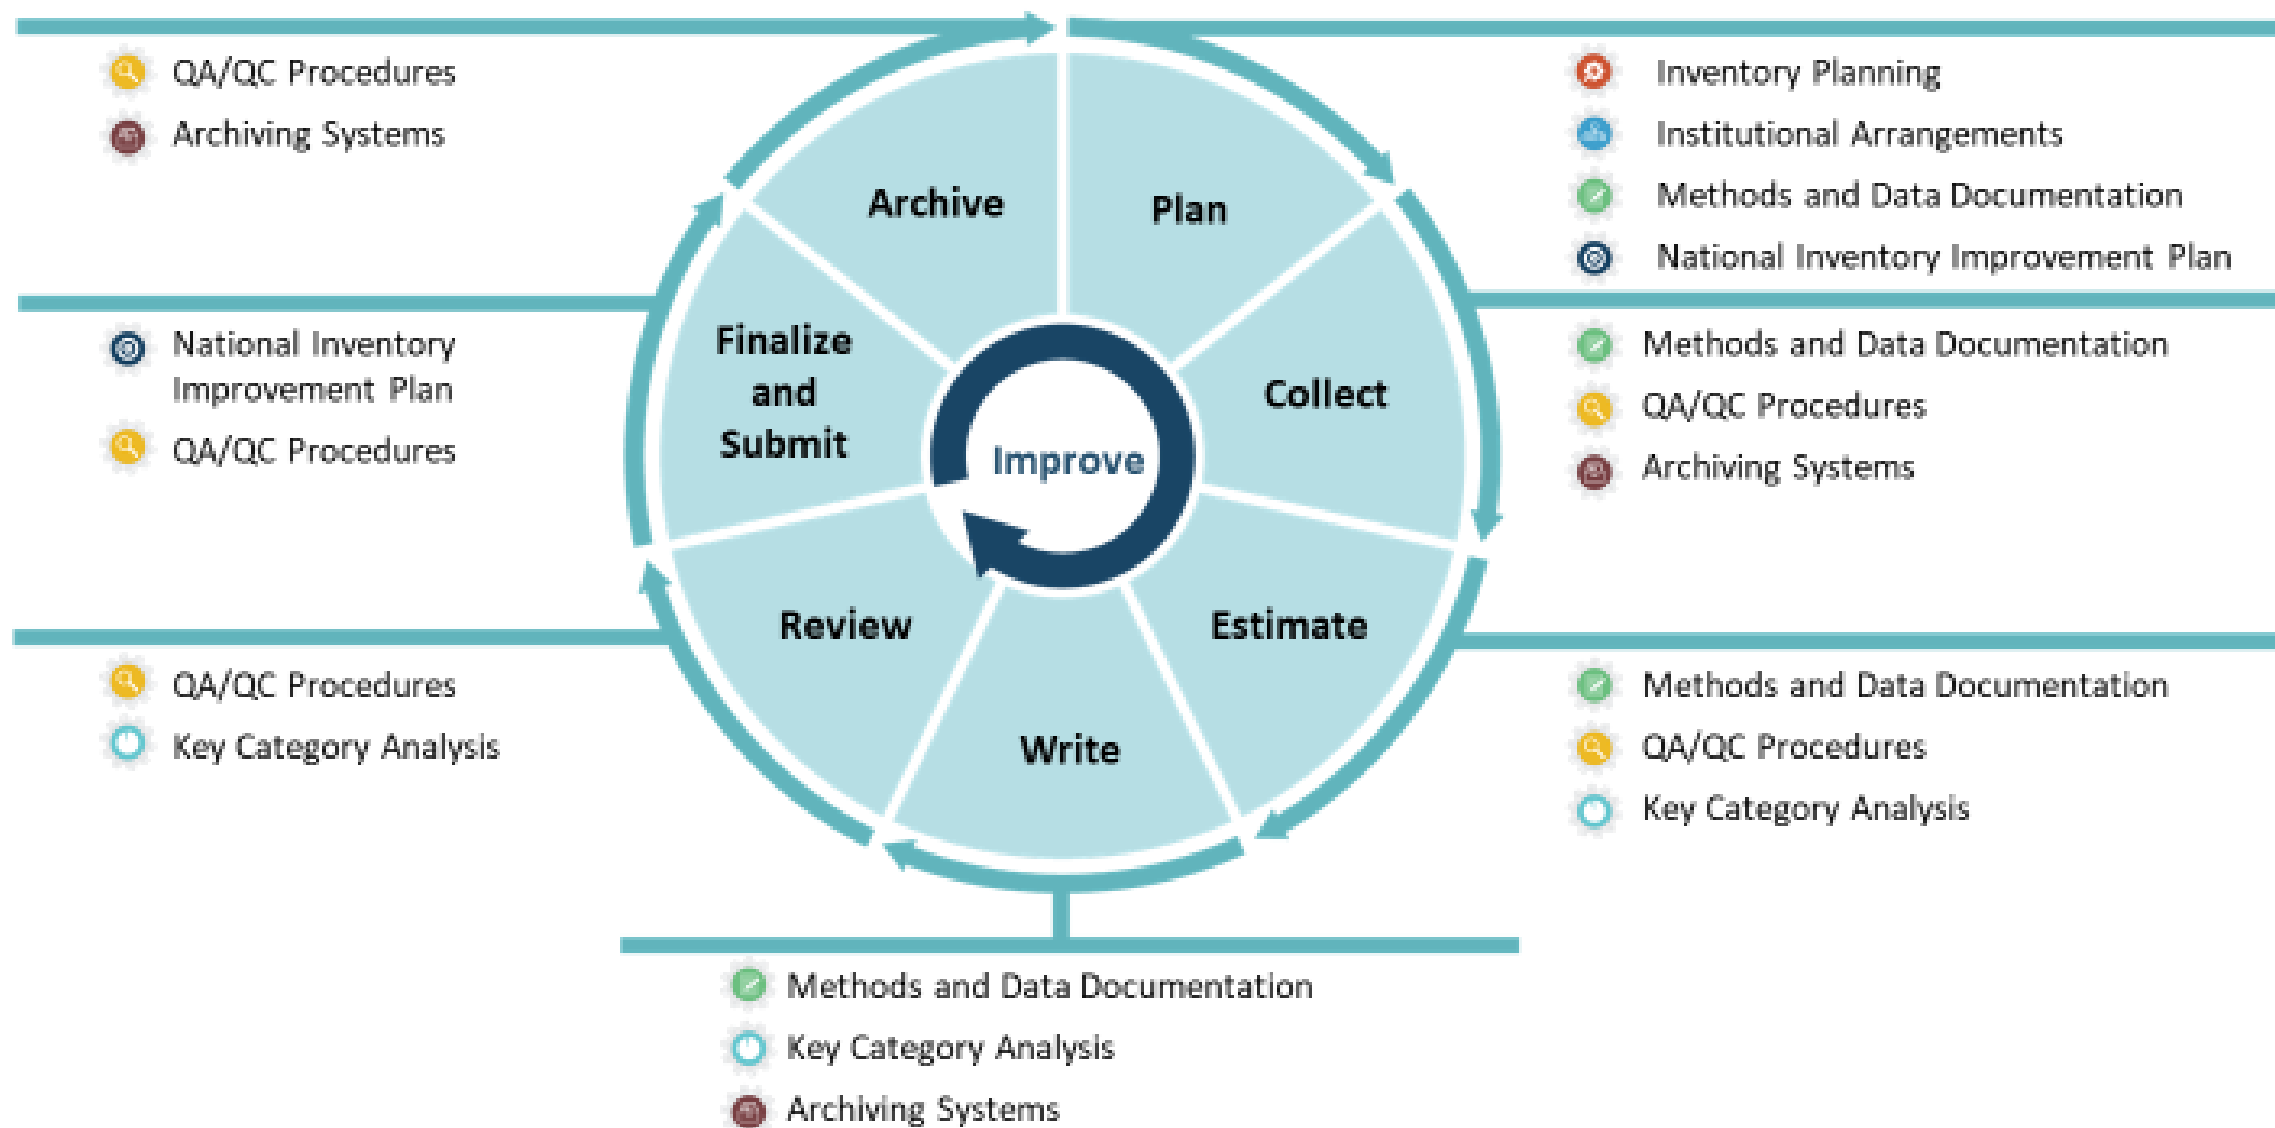 QA/QC Procedures
Archiving Systems
Inventory Planning
Institutional Arrangements
Methods and Data Documentation
National Inventory Improvement Plan
Archive
Plan
National Inventory
Improvement Plan
QA/QC Procedures
Finalize
and
Submit
Collect
Improve
Methods and Data Documentation
QA/QC Procedures
Archiving Systems
Review
Estimate
Write
QA/QC Procedures
Key Category Analysis
Methods and Data Documentation
QA/QC Procedures
Key Category Analysis
Methods and Data Documentation
Key Category Analysis
Archiving Systems